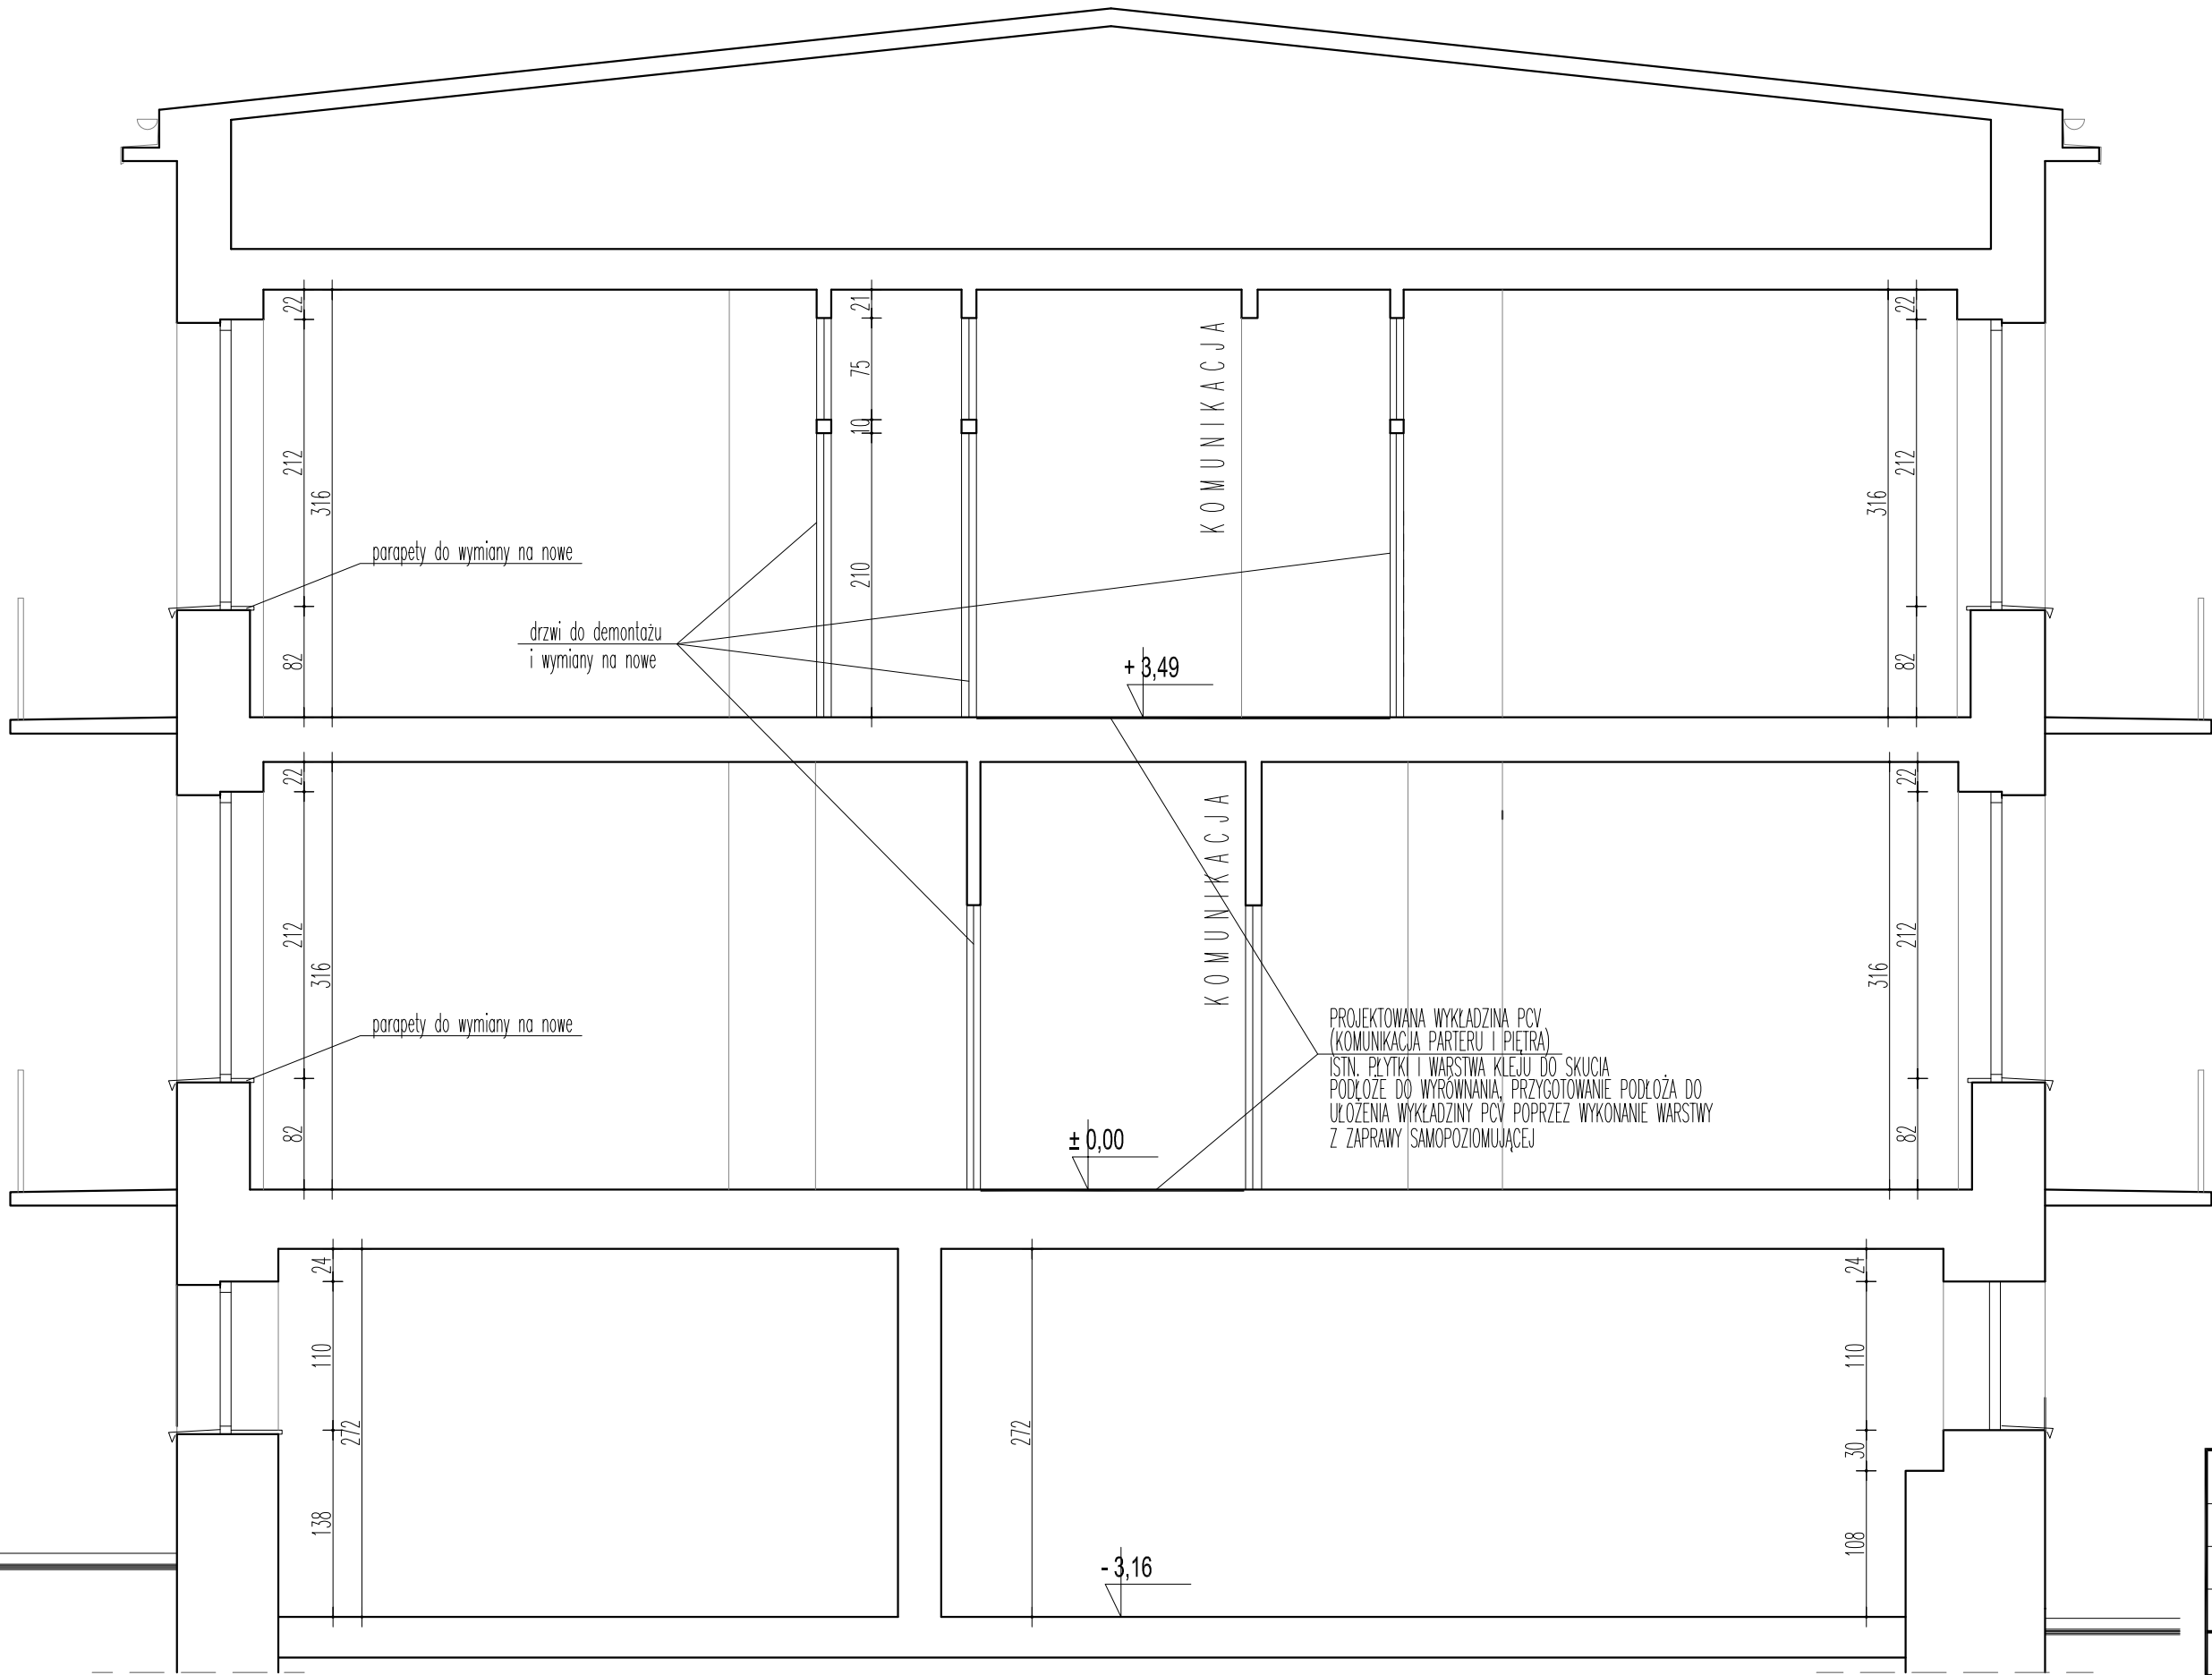 22
21
22
75
10
212
316
KOMUNIKACJA
212
316
parapety do wymiany na nowe
210
drzwi do demontażu
i wymiany na nowe
82
+ 3,49
82
22
22
212
316
KOMUNIKACJA
212
316
parapety do wymiany na nowe
PROJEKTOWANA WYKŁADZINA PCV
(KOMUNIKACJA PARTERU I PIĘTRA)
ISTN. PŁYTKI I WARSTWA KLEJU DO SKUCIA
PODŁOŻE DO WYRÓWNANIA, PRZYGOTOWANIE PODŁOŻA DO
UŁOŻENIA WYKŁADZINY PCV POPRZEZ WYKONANIE WARSTWY
Z ZAPRAWY SAMOPOZIOMUJĄCEJ
82
± 0,00
82
24
24
110
110
272
272
30
138
108
- 3,16